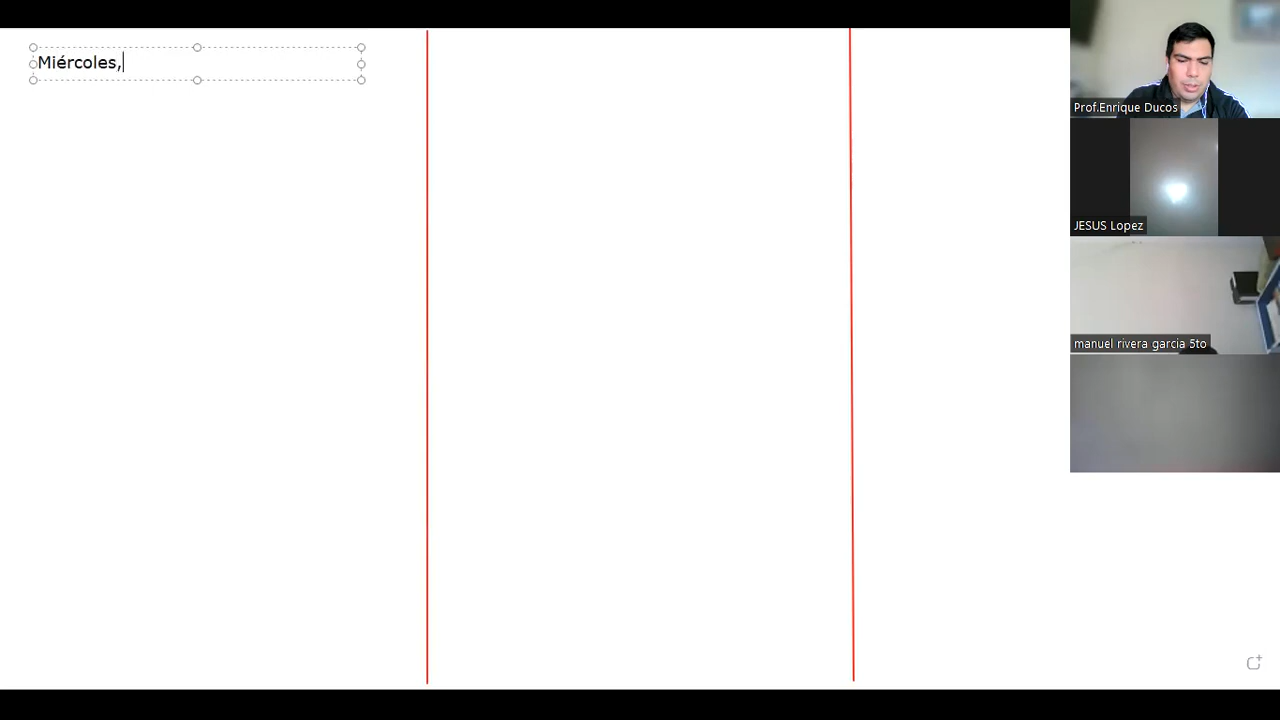 Miércoles,
Prof.Enrique Ducos
JESUS Lopez
manuel rivera garcia 5to